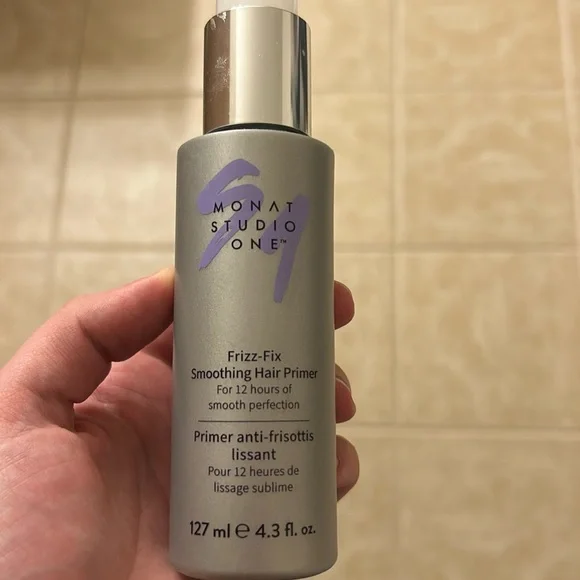 MONAT
STUDIO
ONE™
Frizz-Fix
Smoothing Hair Primer
For 12 hours of
smooth perfection
Primer anti-frisottis
lissant
Pour 12 heures de
lissage sublime
127 ml ℮ 4.3 fl. oz.